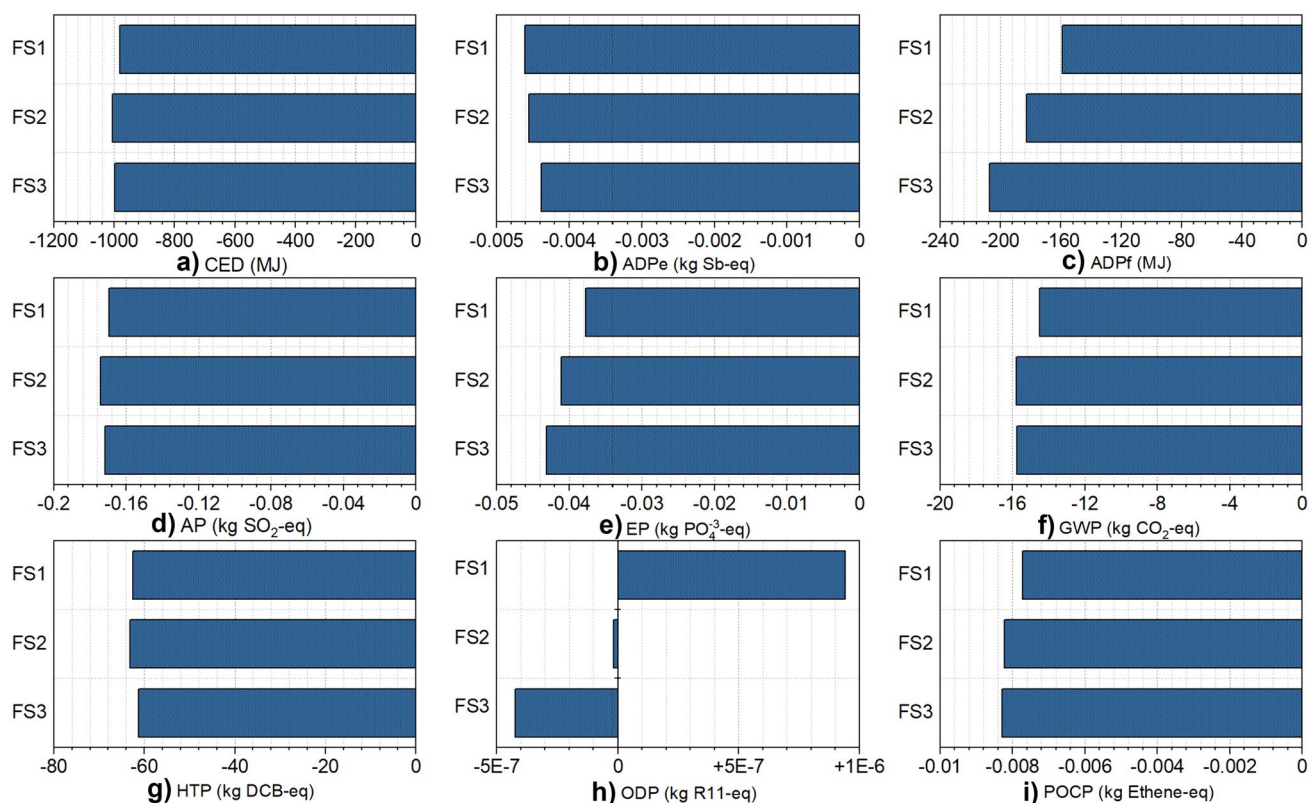 FS1
FS2
FS3
-1200 -1000 -800 -600 -400 -200 0
a) CED (MJ)
FS1
FS2
FS3
-0.005 -0.004 -0.003 -0.002 -0.001 0
b) ADPe (kg Sb-eq)
FS1
FS2
FS3
-240 -200 -160 -120 -80 -40 0
c) ADPf (MJ)
FS1
FS2
FS3
-0.2 -0.16 -0.12 -0.08 -0.04 0
d) AP (kg SO₂-eq)
FS1
FS2
FS3
-0.05 -0.04 -0.03 -0.02 -0.01 0
e) EP (kg PO₄⁻³-eq)
FS1
FS2
FS3
-20 -16 -12 -8 -4 0
f) GWP (kg CO₂-eq)
FS1
FS2
FS3
-80 -60 -40 -20 0
g) HTP (kg DCB-eq)
FS1
FS2
FS3
-5E-7 0 +5E-7 +1E-6
h) ODP (kg R11-eq)
FS1
FS2
FS3
-0.01 -0.008 -0.006 -0.004 -0.002 0
i) POCP (kg Ethene-eq)